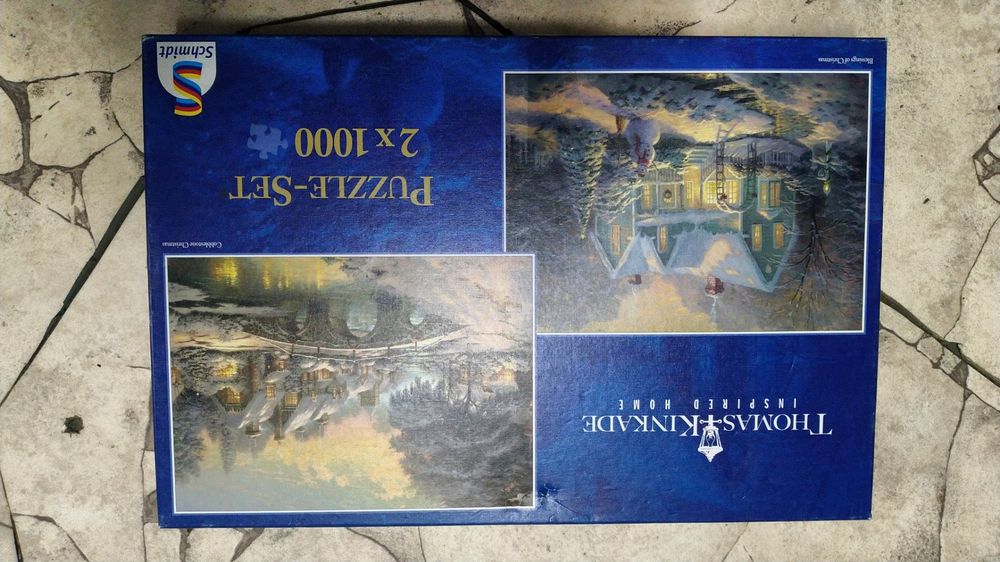 THOMAS KINKADE
INSPIRED HOME
Cobblestone Christmas
PUZZLE-SET
2 x 1000
Blessings of Christmas
Schmidt